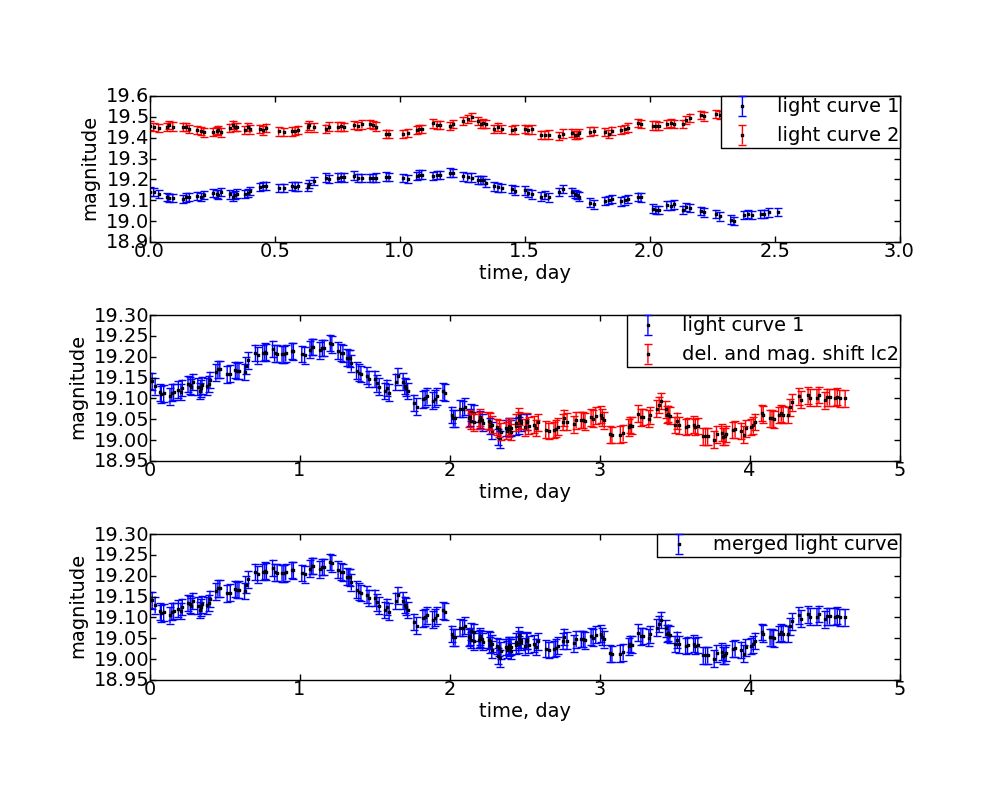 19.6
19.5
19.4
19.3
19.2
19.1
19.0
18.9
magnitude
light curve 1
light curve 2
0.0 0.5 1.0 1.5 2.0 2.5 3.0
time, day
19.30
19.25
19.20
19.15
19.10
19.05
19.00
18.95
magnitude
light curve 1
del. and mag. shift lc2
0 1 2 3 4 5
time, day
19.30
19.25
19.20
19.15
19.10
19.05
19.00
18.95
magnitude
merged light curve
0 1 2 3 4 5
time, day